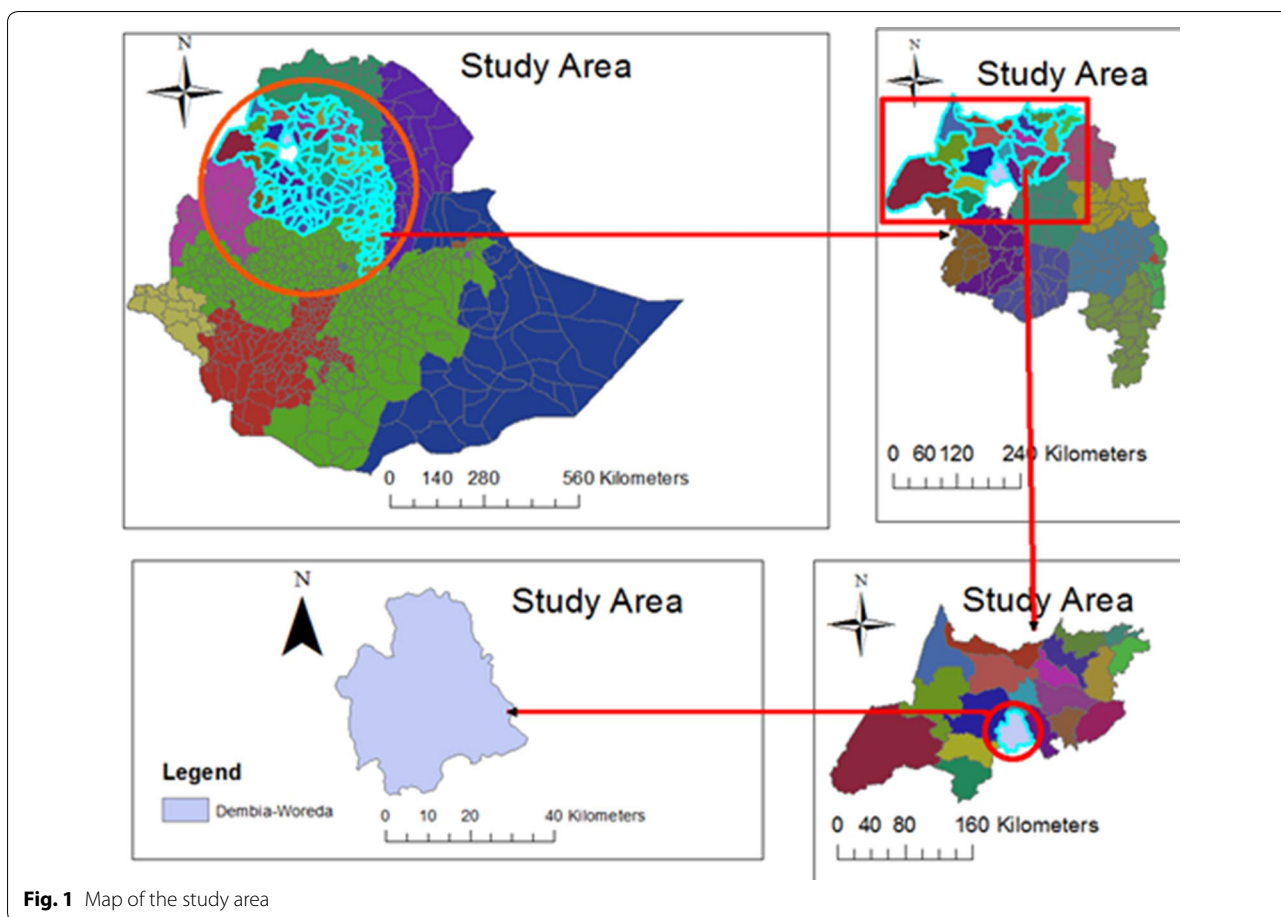 N
Study Area
0 140 280 560 Kilometers
N
Study Area
0 60 120 240 Kilometers
N
Study Area
Legend
Dembia-Woreda
0 10 20 40 Kilometers
N
Study Area
0 40 80 160 Kilometers
Fig. 1 Map of the study area